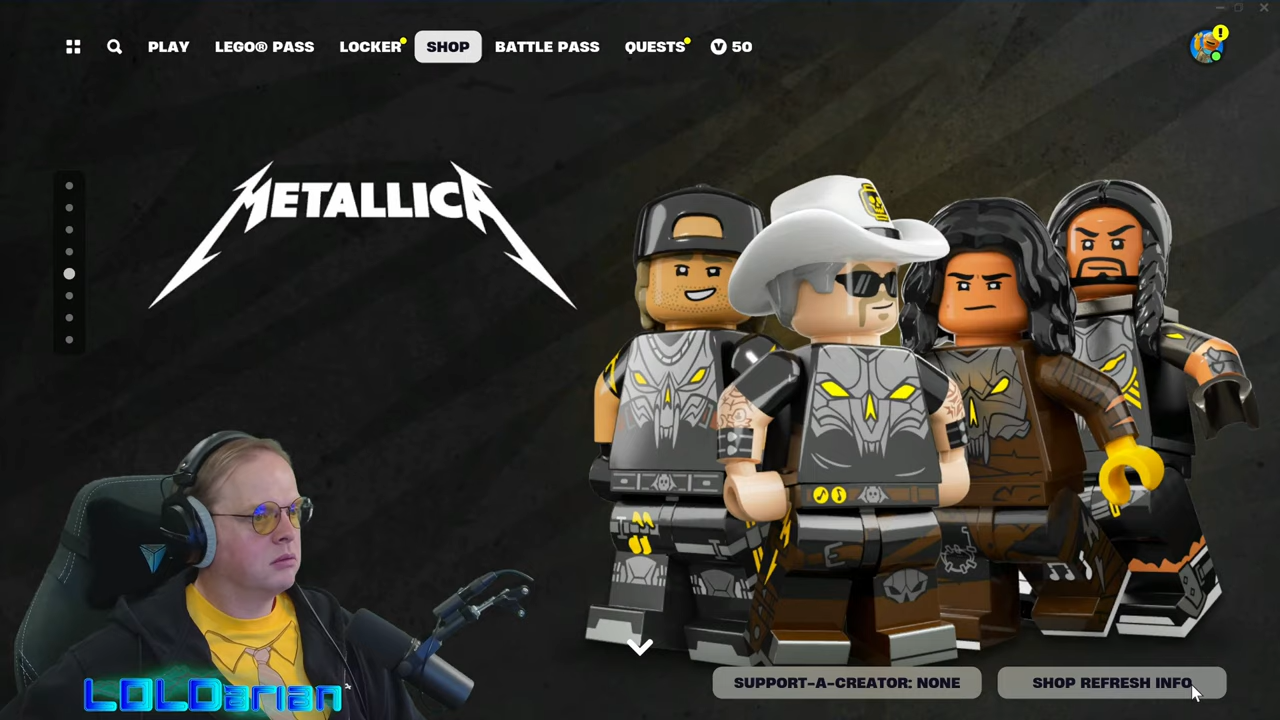 PLAY
LEGO® PASS
LOCKER
SHOP
BATTLE PASS
QUESTS
V 50
!
METALLICA
SUPPORT-A-CREATOR: NONE
SHOP REFRESH INFO
LOLDarian